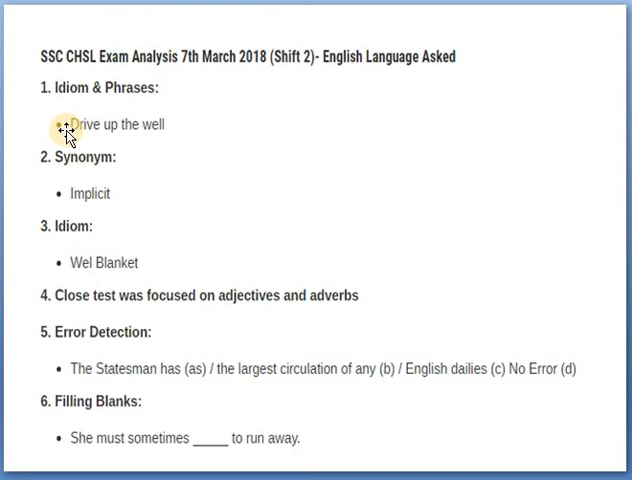 SSC CHSL Exam Analysis 7th March 2018 (Shift 2)- English Language Asked
1. Idiom & Phrases:
• Drive up the well
2. Synonym:
• Implicit
3. Idiom:
• Wel Blanket
4. Close test was focused on adjectives and adverbs
5. Error Detection:
• The Statesman has (as) / the largest circulation of any (b) / English dailies (c) No Error (d)
6. Filling Blanks:
• She must sometimes _____ to run away.